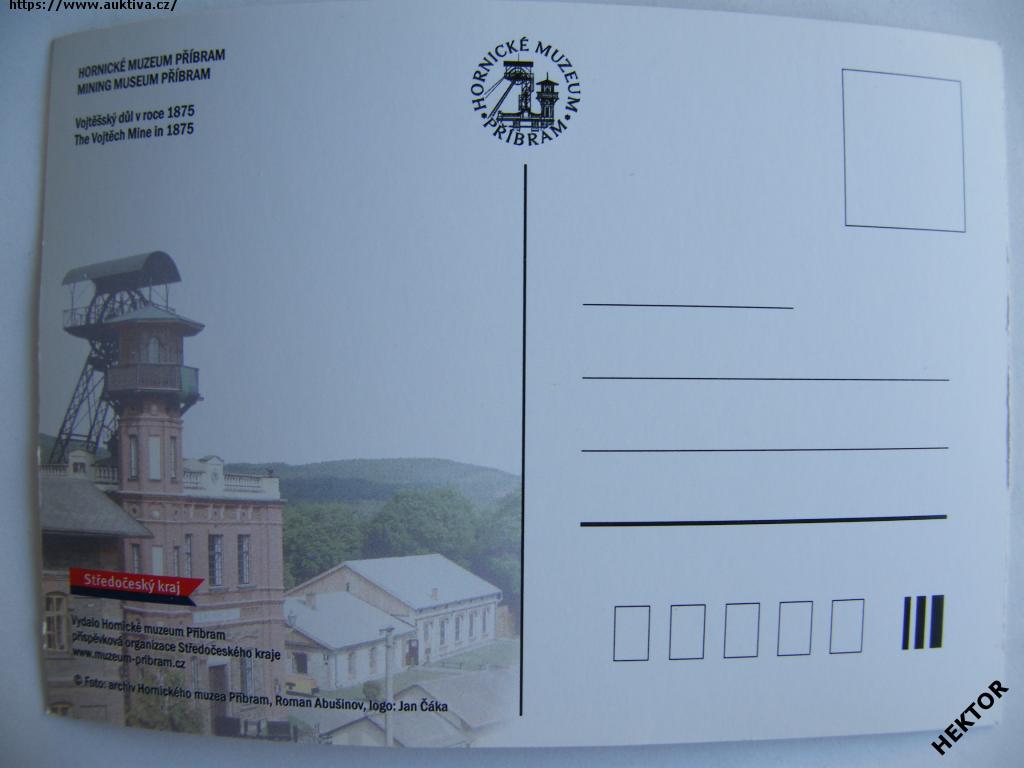 https://www.auktiva.cz/
HORNICKÉ MUZEUM PŘÍBRAM
MINING MUSEUM PŘÍBRAM
Vojtěšský důl v roce 1875
The Vojtěch Mine in 1875
HORNICKÉ MUZEUM
• PŘÍBRAM •
Středočeský kraj
Vydalo Hornické muzeum Příbram
příspěvková organizace Středočeského kraje
www.muzeum-pribram.cz
© Foto: archiv Hornického muzea Příbram, Roman Abušinov, logo: Jan Čáka
HEKTOR